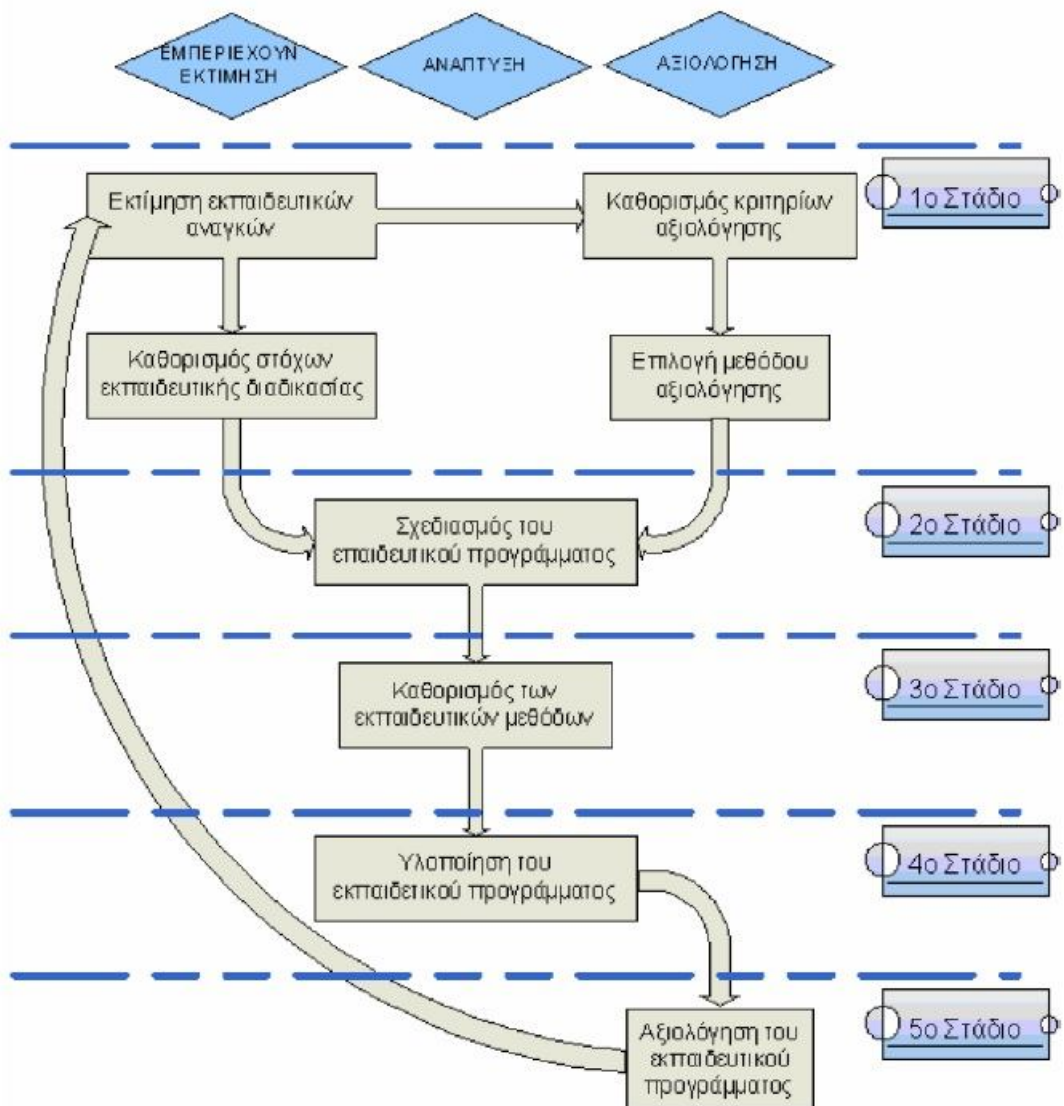 ΕΜΠΕΡΙΕΧΟΥΝ
ΕΚΤΙΜΗΣΗ
ΑΝΑΠΤΥΞΗ
ΑΞΙΟΛΟΓΗΣΗ
Εκτίμηση εκπαιδευτικών
αναγκών
Καθορισμός κριτηρίων
αξιολόγησης
1ο Στάδιο
Καθορισμός στόχων
εκπαιδευτικής διαδικασίας
Επιλογή μεθόδου
αξιολόγησης
Σχεδιασμός του
επαιδευτικού προγράμματος
2ο Στάδιο
Καθορισμός των
εκπαιδευτικών μεθόδων
3ο Στάδιο
Υλοποίηση του
εκπαιδετικού προγράμματος
4ο Στάδιο
Αξιολόγηση του
εκπαιδευτικού
προγράμματος
5ο Στάδιο